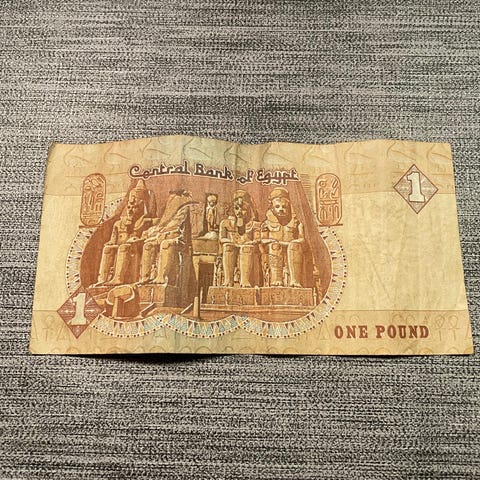 Central Bank of Egypt
1
1
ONE POUND